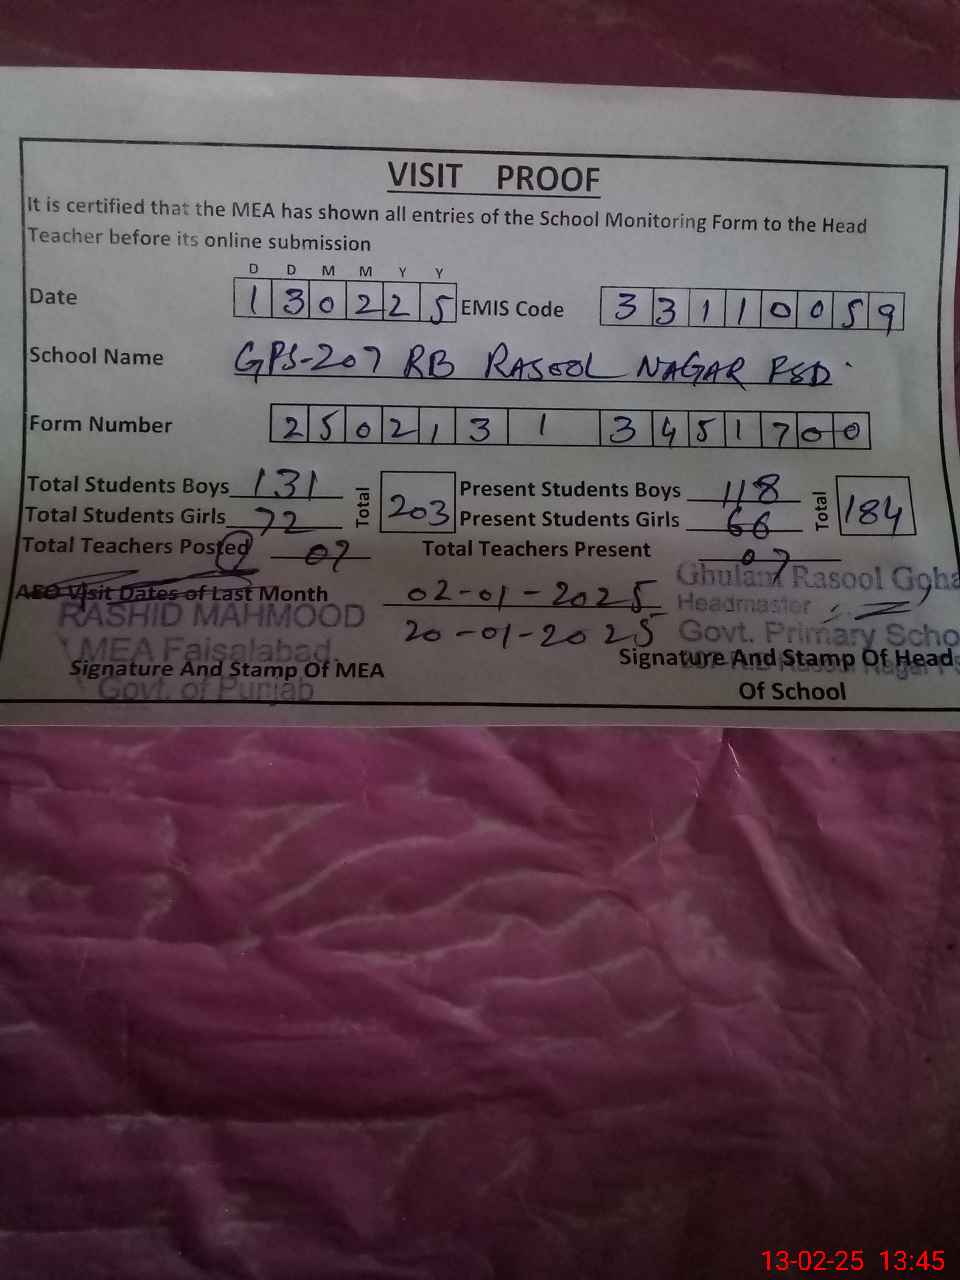 VISIT PROOF
It is certified that the MEA has shown all entries of the School Monitoring Form to the Head
Teacher before its online submission
D D M M Y Y
Date 1 3 0 2 2 5 EMIS Code 3 3 1 1 0 0 5 9
School Name GPS-207 RB RASOOL NAGAR FSD
Form Number 2 5 0 2 1 3 1 3 4 5 1 7 0 0
Total Students Boys 131 Total 203 Present Students Boys 118 Total 184
Total Students Girls 72 Present Students Girls 66
Total Teachers Posted 07 Total Teachers Present 07
AEO Visit Dates of Last Month 02-01-2025
20-01-2025
RASHID MAHMOOD
MEA Faisalabad
Govt. of Punjab
Signature And Stamp Of MEA
Ghulam Rasool Goha
Headmaster
Govt. Primary Scho
Signature And Stamp Of Head
Of School
13-02-25 13:45